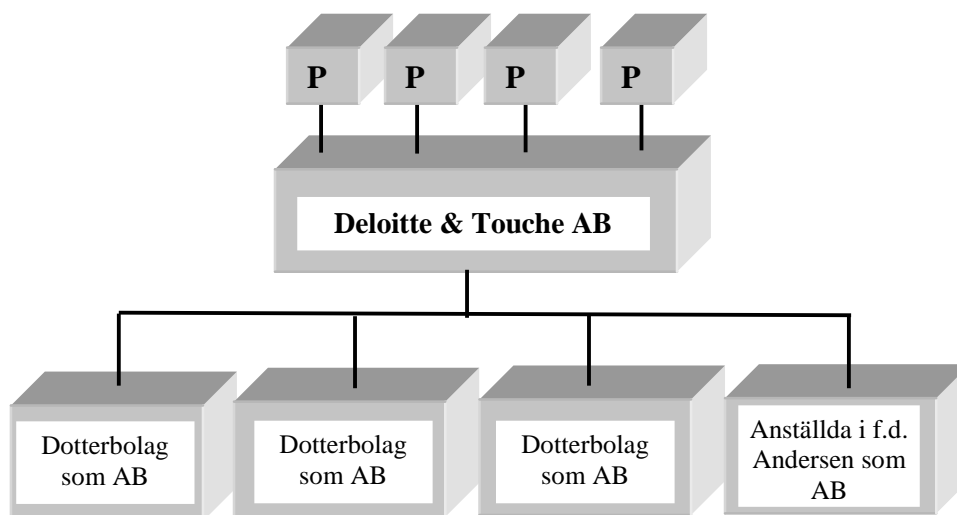 P P P P
Deloitte & Touche AB
Dotterbolag
som AB
Dotterbolag
som AB
Dotterbolag
som AB
Anställda i f.d.
Andersen som
AB